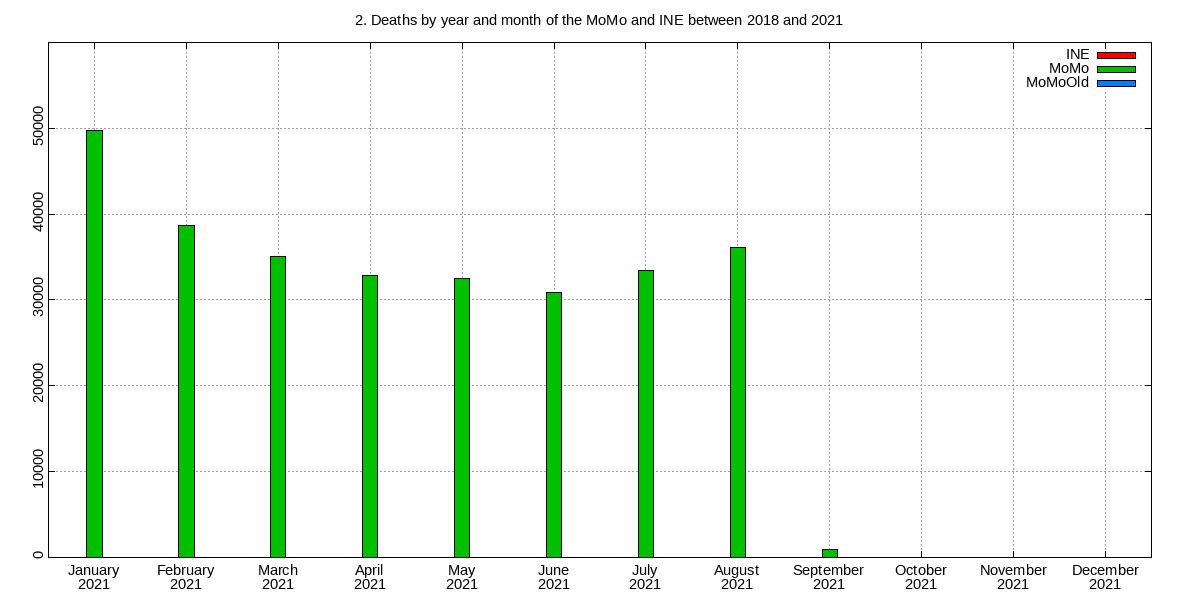 2. Deaths by year and month of the MoMo and INE between 2018 and 2021
INE
MoMo
MoMoOld
50000
40000
30000
20000
10000
0
January February March April May June July August September October November December
2021 2021 2021 2021 2021 2021 2021 2021 2021 2021 2021 2021